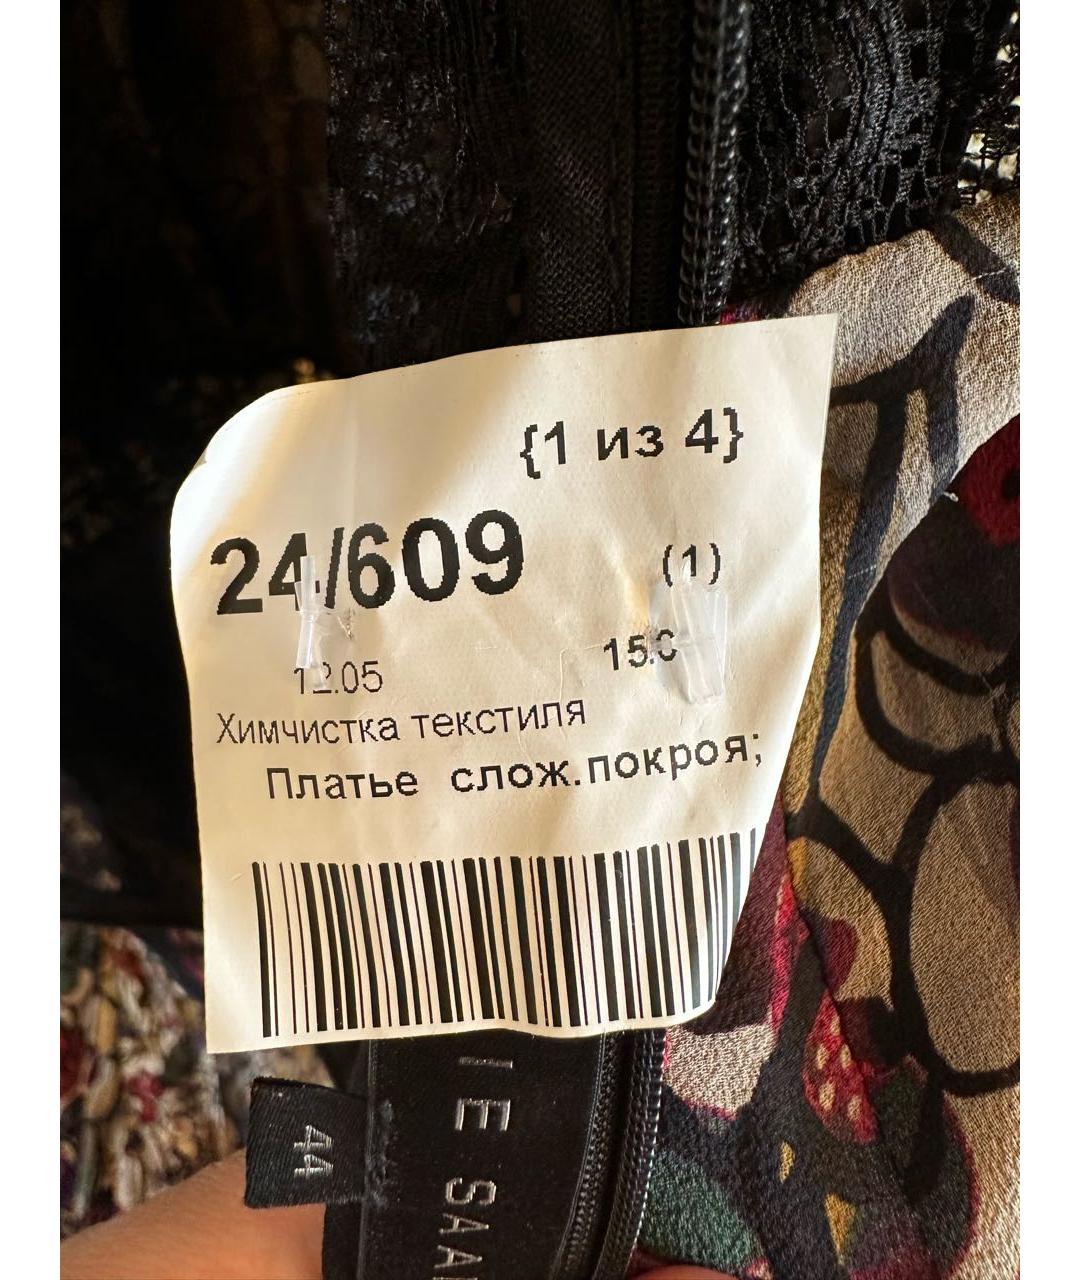 {1 из 4}
24/609
(1)
12.05
Химчистка текстиля
Платье слож.покроя;
44